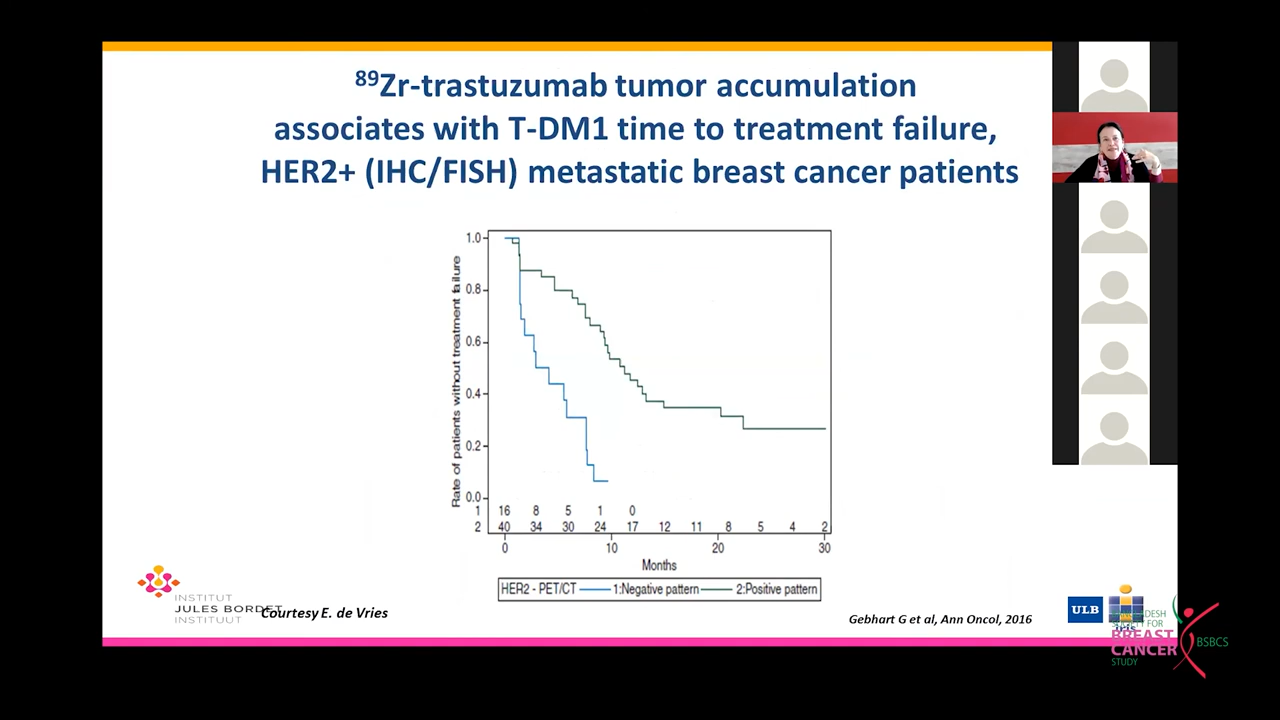 ⁸⁹Zr-trastuzumab tumor accumulation
associates with T-DM1 time to treatment failure,
HER2+ (IHC/FISH) metastatic breast cancer patients
Rate of patients without treatment failure
1.0
0.8
0.6
0.4
0.2
0.0
1 16 8 5 1 0
2 40 34 30 24 17 12 11 8 5 4 2
0 10 20 30
Months
HER2 - PET/CT 1:Negative pattern 2:Positive pattern
INSTITUT
JULES BORDET
INSTITUUT
Courtesy E. de Vries
Gebhart G et al, Ann Oncol, 2016
ULB
iris
SOCIETY FOR
BREAST
CANCER
STUDY
BSBCS